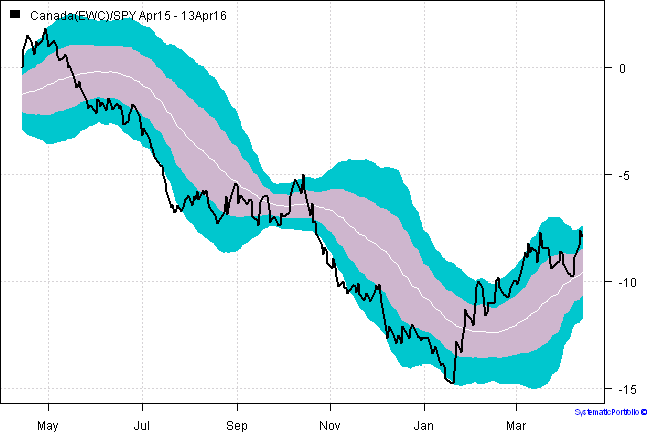 Canada(EWC)/SPY Apr15 - 13Apr16
0
-5
-10
-15
May Jul Sep Nov Jan Mar
SystematicPortfolio ©